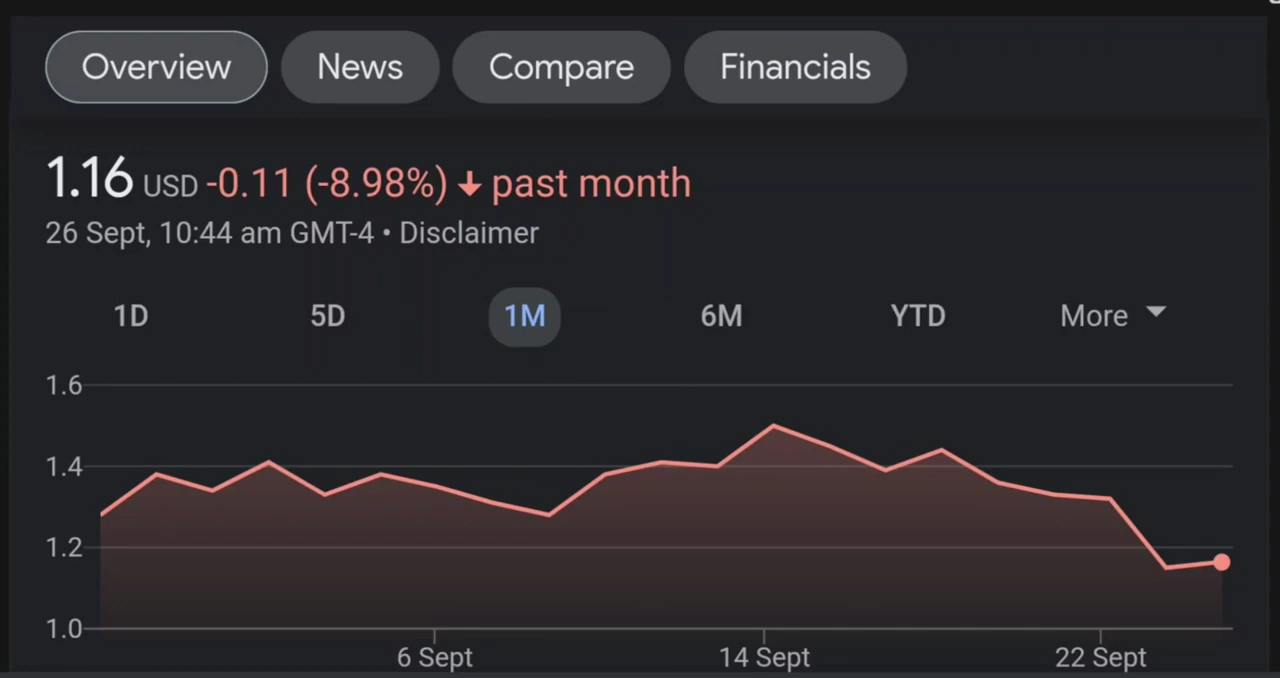 Overview News Compare Financials
1.16 USD -0.11 (-8.98%) ↓ past month
26 Sept, 10:44 am GMT-4 • Disclaimer
1D 5D 1M 6M YTD More
1.6
1.4
1.2
1.0
6 Sept 14 Sept 22 Sept